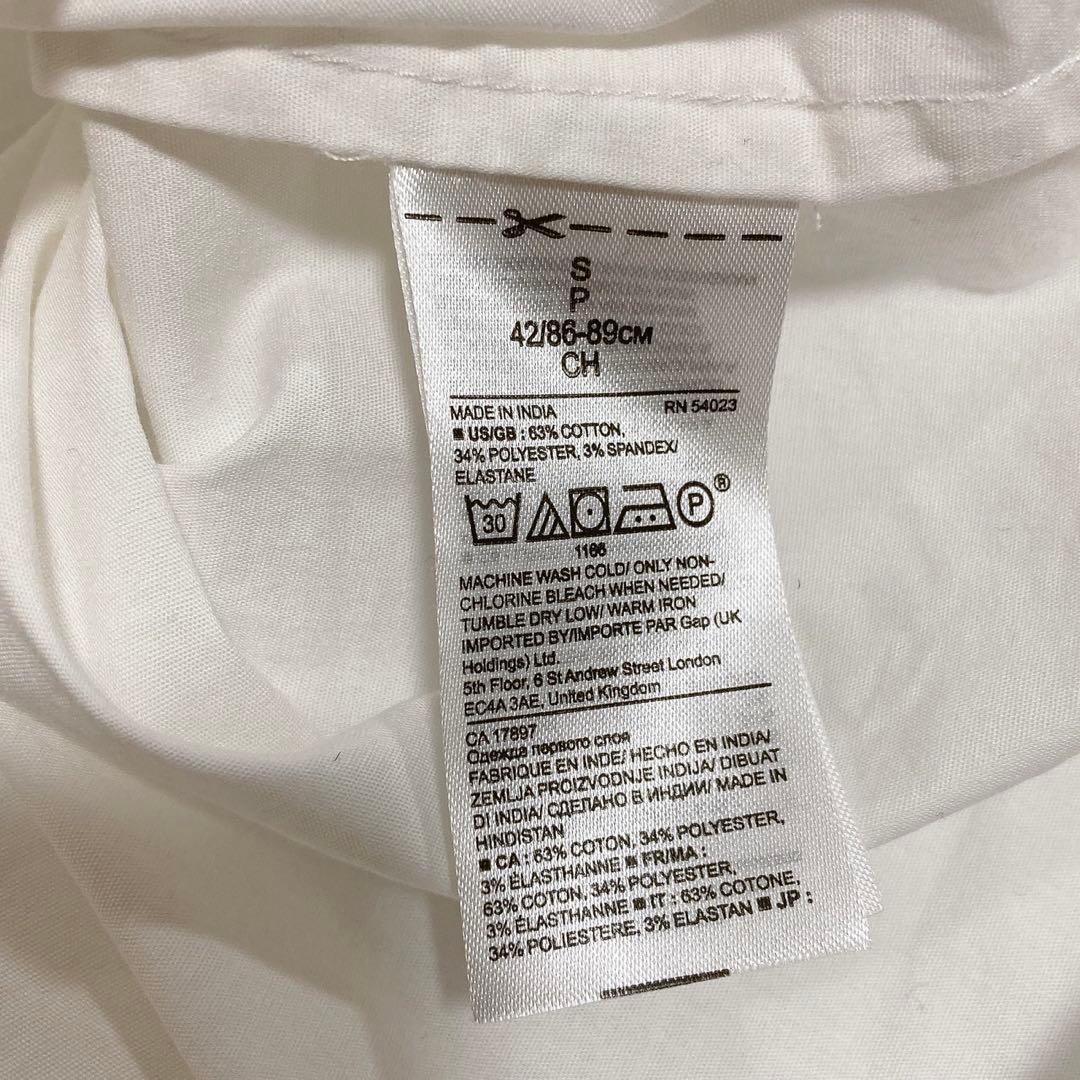 S
P
42/86-89CM
CH
MADE IN INDIA RN 54023
■ US/GB : 63% COTTON,
34% POLYESTER, 3% SPANDEX/
ELASTANE
30 P ®
1166
MACHINE WASH COLD/ ONLY NON-
CHLORINE BLEACH WHEN NEEDED/
TUMBLE DRY LOW/ WARM IRON
IMPORTED BY/IMPORTE PAR Gap (UK
Holdings) Ltd.
5th Floor, 6 St Andrew Street London
EC4A 3AE, United Kingdom
CA 17897
Одежда первого слоя
FABRIQUE EN INDE/ HECHO EN INDIA/
ZEMLJA PROIZVODNJE INDIJA/ DIBUAT
DI INDIA/ СДЕЛАНО В ИНДИИ/ MADE IN
HINDISTAN
■ CA : 63% COTON, 34% POLYESTER,
3% ÉLASTHANNE ■ FR/MA :
63% COTON, 34% POLYESTER,
3% ÉLASTHANNE ■ IT : 63% COTONE,
34% POLIESTERE, 3% ELASTAN ■ JP :